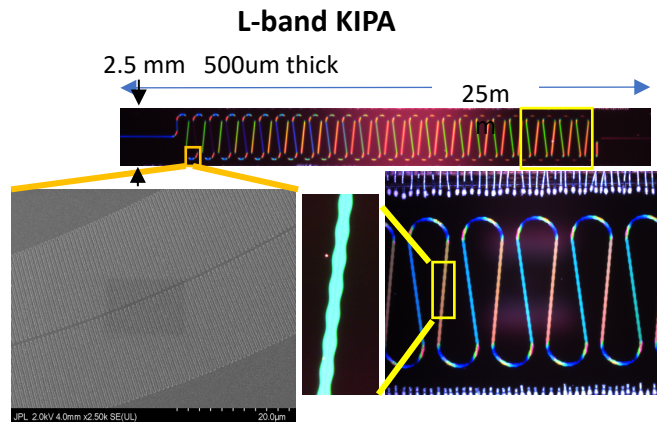 L-band KIPA
2.5 mm 500um thick
25m
m
JPL 2.0kV 4.0mm x2.50k SE(UL)
20.0µm